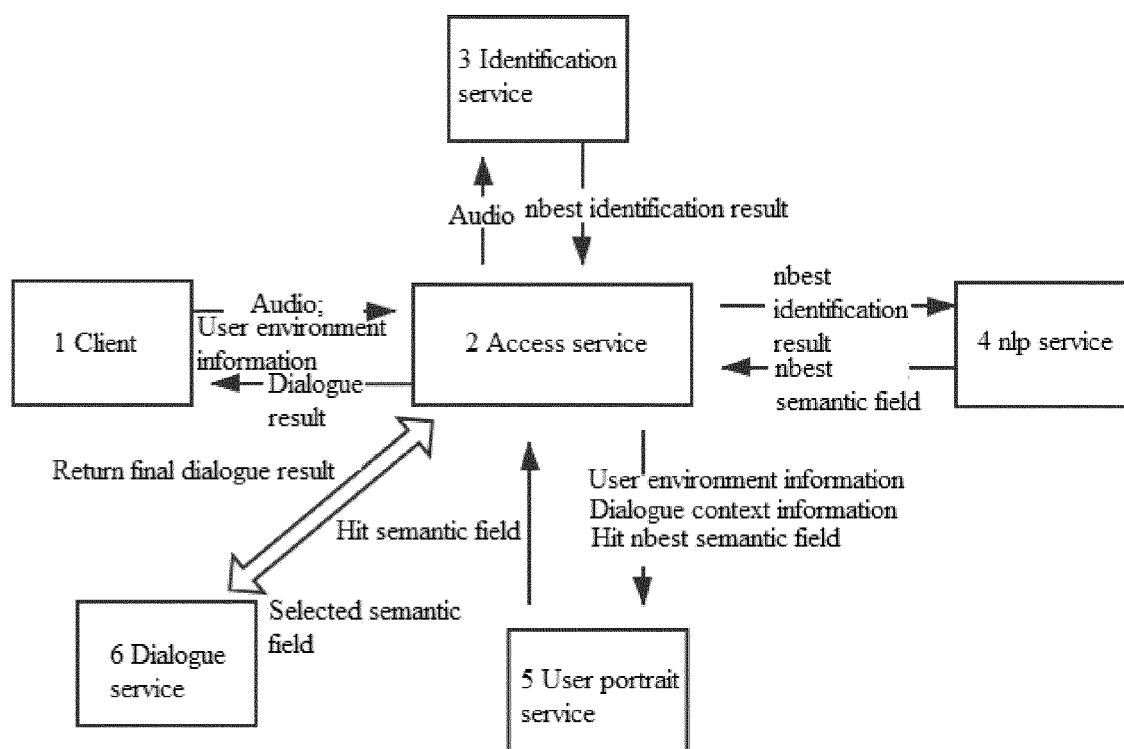 3 Identification
service
Audio
nbest identification result
1 Client
Audio;
User environment
information
Dialogue
result
2 Access service
nbest
identification
result
nbest
semantic field
4 nlp service
Return final dialogue result
Hit semantic field
User environment information
Dialogue context information
Hit nbest semantic field
Selected semantic
field
6 Dialogue
service
5 User portrait
service